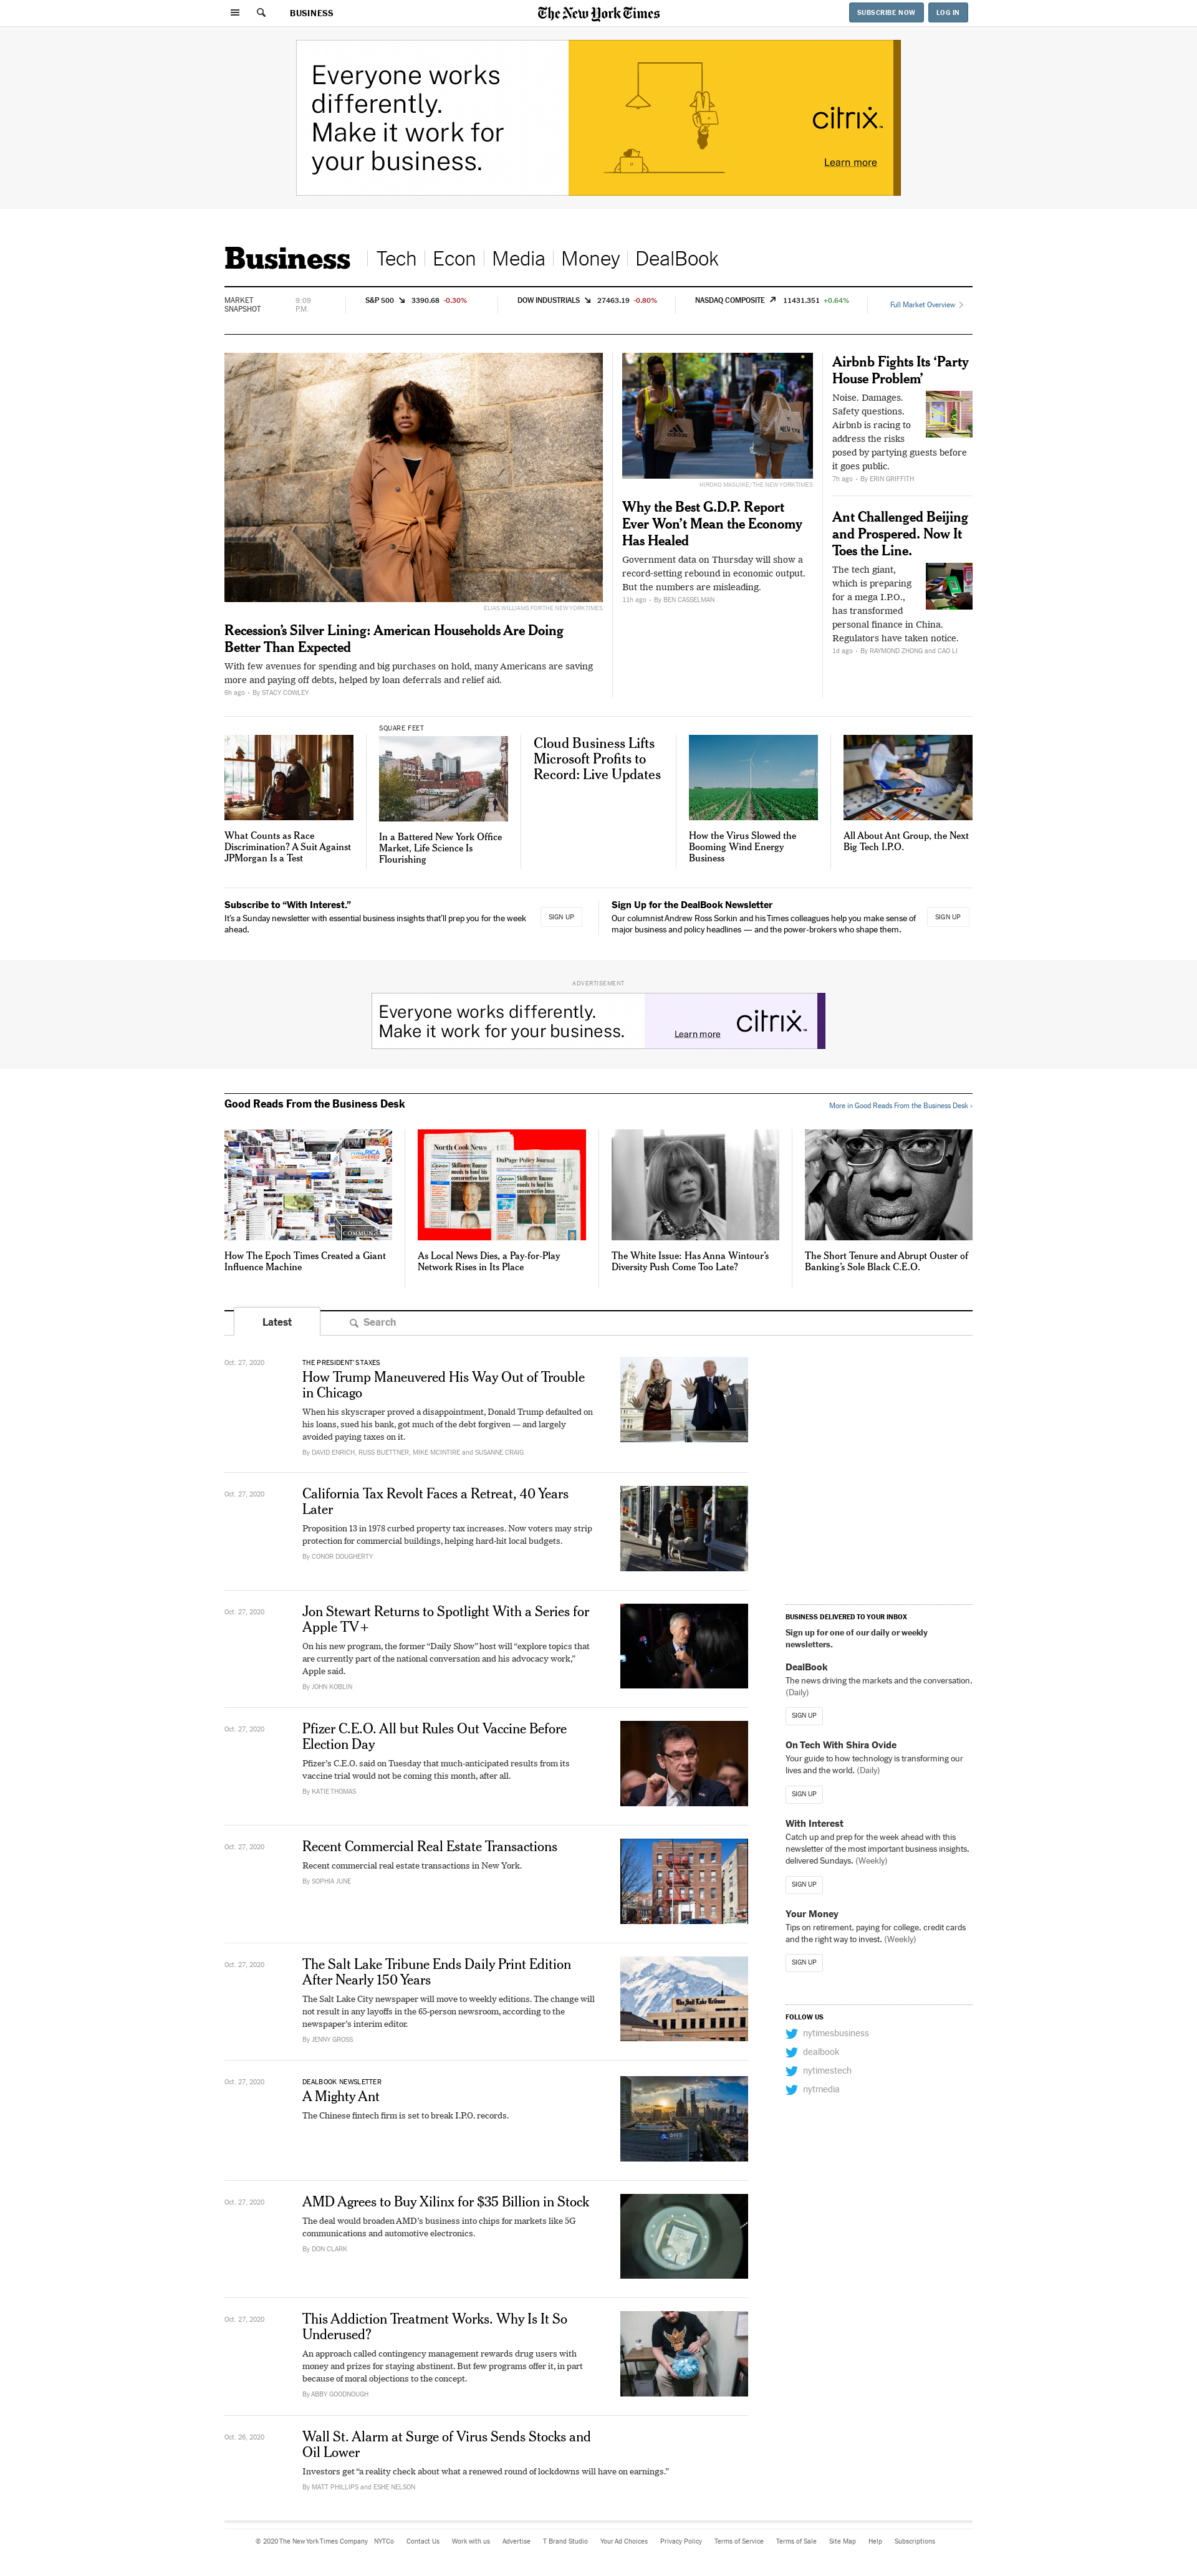 BUSINESS
The New York Times
SUBSCRIBE NOW
LOG IN
Everyone works
differently.
Make it work for
your business.
citrix
Learn more
Business
Tech
Econ
Media
Money
DealBook
MARKET
SNAPSHOT
9:09
P.M.
S&P 500 3390.68 -0.30%
DOW INDUSTRIALS 27463.19 -0.80%
NASDAQ COMPOSITE 11431.351 +0.64%
Full Market Overview
ELIAS WILLIAMS FOR THE NEW YORK TIMES
Recession's Silver Lining: American Households Are Doing
Better Than Expected
With few avenues for spending and big purchases on hold, many Americans are saving
more and paying off debts, helped by loan deferrals and relief aid.
6h ago • By STACY COWLEY
HIROKO MASUIKE/THE NEW YORK TIMES
Why the Best G.D.P. Report
Ever Won't Mean the Economy
Has Healed
Government data on Thursday will show a
record-setting rebound in economic output.
But the numbers are misleading.
11h ago • By BEN CASSELMAN
Airbnb Fights Its 'Party
House Problem'
Noise. Damages.
Safety questions.
Airbnb is racing to
address the risks
posed by partying guests before
it goes public.
7h ago • By ERIN GRIFFITH
Ant Challenged Beijing
and Prospered. Now It
Toes the Line.
The tech giant,
which is preparing
for a mega I.P.O.,
has transformed
personal finance in China.
Regulators have taken notice.
1d ago • By RAYMOND ZHONG and CAO LI
What Counts as Race
Discrimination? A Suit Against
JPMorgan Is a Test
SQUARE FEET
In a Battered New York Office
Market, Life Science Is
Flourishing
Cloud Business Lifts
Microsoft Profits to
Record: Live Updates
How the Virus Slowed the
Booming Wind Energy
Business
All About Ant Group, the Next
Big Tech I.P.O.
Subscribe to “With Interest.”
It's a Sunday newsletter with essential business insights that'll prep you for the week
ahead.
SIGN UP
Sign Up for the DealBook Newsletter
Our columnist Andrew Ross Sorkin and his Times colleagues help you make sense of
major business and policy headlines — and the power-brokers who shape them.
SIGN UP
ADVERTISEMENT
Everyone works differently.
Make it work for your business.
Learn more
citrix
Good Reads From the Business Desk
More in Good Reads From the Business Desk ›
North Cook News
DuPage Policy Journal
How The Epoch Times Created a Giant
Influence Machine
As Local News Dies, a Pay-for-Play
Network Rises in Its Place
The White Issue: Has Anna Wintour's
Diversity Push Come Too Late?
The Short Tenure and Abrupt Ouster of
Banking's Sole Black C.E.O.
Latest
Search
Oct. 27, 2020
THE PRESIDENT'S TAXES
How Trump Maneuvered His Way Out of Trouble
in Chicago
When his skyscraper proved a disappointment, Donald Trump defaulted on
his loans, sued his bank, got much of the debt forgiven — and largely
avoided paying taxes on it.
By DAVID ENRICH, RUSS BUETTNER, MIKE MCINTIRE and SUSANNE CRAIG
Oct. 27, 2020
California Tax Revolt Faces a Retreat, 40 Years
Later
Proposition 13 in 1978 curbed property tax increases. Now voters may strip
protection for commercial buildings, helping hard-hit local budgets.
By CONOR DOUGHERTY
Oct. 27, 2020
Jon Stewart Returns to Spotlight With a Series for
Apple TV+
On his new program, the former “Daily Show” host will “explore topics that
are currently part of the national conversation and his advocacy work,”
Apple said.
By JOHN KOBLIN
Oct. 27, 2020
Pfizer C.E.O. All but Rules Out Vaccine Before
Election Day
Pfizer's C.E.O. said on Tuesday that much-anticipated results from its
vaccine trial would not be coming this month, after all.
By KATIE THOMAS
Oct. 27, 2020
Recent Commercial Real Estate Transactions
Recent commercial real estate transactions in New York.
By SOPHIA JUNE
Oct. 27, 2020
The Salt Lake Tribune Ends Daily Print Edition
After Nearly 150 Years
The Salt Lake City newspaper will move to weekly editions. The change will
not result in any layoffs in the 65-person newsroom, according to the
newspaper's interim editor.
By JENNY GROSS
The Salt Lake Tribune
Oct. 27, 2020
DEALBOOK NEWSLETTER
A Mighty Ant
The Chinese fintech firm is set to break I.P.O. records.
Oct. 27, 2020
AMD Agrees to Buy Xilinx for $35 Billion in Stock
The deal would broaden AMD's business into chips for markets like 5G
communications and automotive electronics.
By DON CLARK
Oct. 27, 2020
This Addiction Treatment Works. Why Is It So
Underused?
An approach called contingency management rewards drug users with
money and prizes for staying abstinent. But few programs offer it, in part
because of moral objections to the concept.
By ABBY GOODNOUGH
Oct. 26, 2020
Wall St. Alarm at Surge of Virus Sends Stocks and
Oil Lower
Investors get “a reality check about what a renewed round of lockdowns will have on earnings.”
By MATT PHILLIPS and ESHE NELSON
BUSINESS DELIVERED TO YOUR INBOX
Sign up for one of our daily or weekly
newsletters.
DealBook
The news driving the markets and the conversation.
(Daily)
SIGN UP
On Tech With Shira Ovide
Your guide to how technology is transforming our
lives and the world. (Daily)
SIGN UP
With Interest
Catch up and prep for the week ahead with this
newsletter of the most important business insights,
delivered Sundays. (Weekly)
SIGN UP
Your Money
Tips on retirement, paying for college, credit cards
and the right way to invest. (Weekly)
SIGN UP
FOLLOW US
nytimesbusiness
dealbook
nytimestech
nytmedia
© 2020 The New York Times Company NYTCo Contact Us Work with us Advertise T Brand Studio Your Ad Choices Privacy Policy Terms of Service Terms of Sale Site Map Help Subscriptions